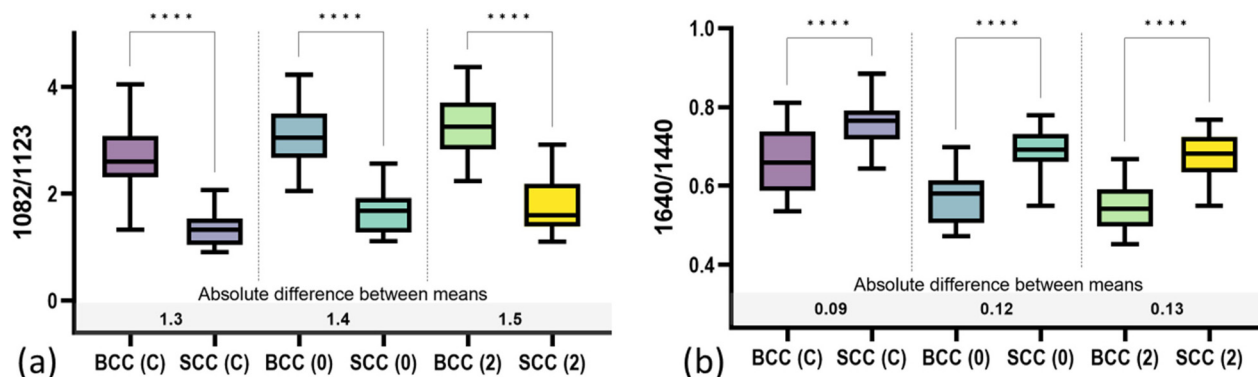 **** **** ****
4
2
0
1082/1123
Absolute difference between means
1.3 1.4 1.5
BCC (C) SCC (C) BCC (0) SCC (0) BCC (2) SCC (2)
(a)
**** **** ****
1.0
0.8
0.6
0.4
1640/1440
Absolute difference between means
0.09 0.12 0.13
BCC (C) SCC (C) BCC (0) SCC (0) BCC (2) SCC (2)
(b)